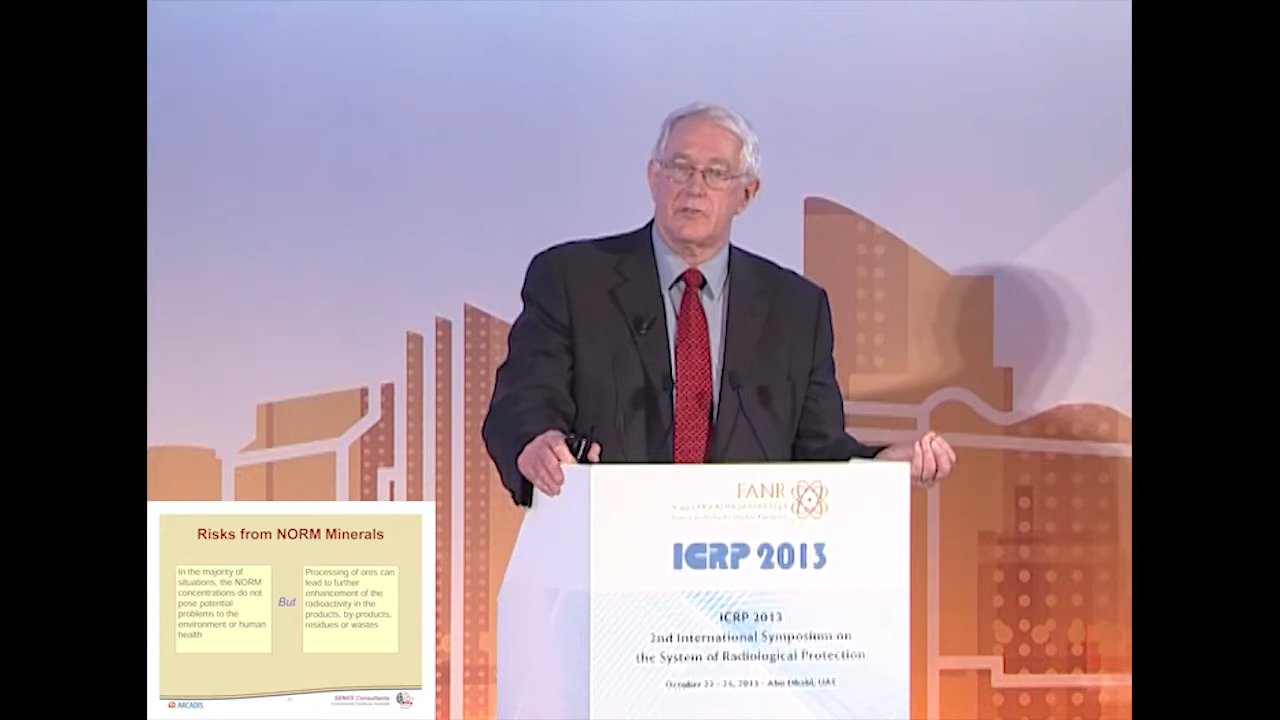 FANR
ICRP 2013
ICRP 2013
2nd International Symposium on
the System of Radiological Protection
October 22 - 24, 2013 - Abu Dhabi, UAE
Risks from NORM Minerals
In the majority of
situations, the NORM
concentrations do not
pose potential
problems to the
environment or human
health
But
Processing of ores can
lead to further
enhancement of the
radioactivity in the
products, by-products,
residues or wastes
ARCADIS
SENES Consultants